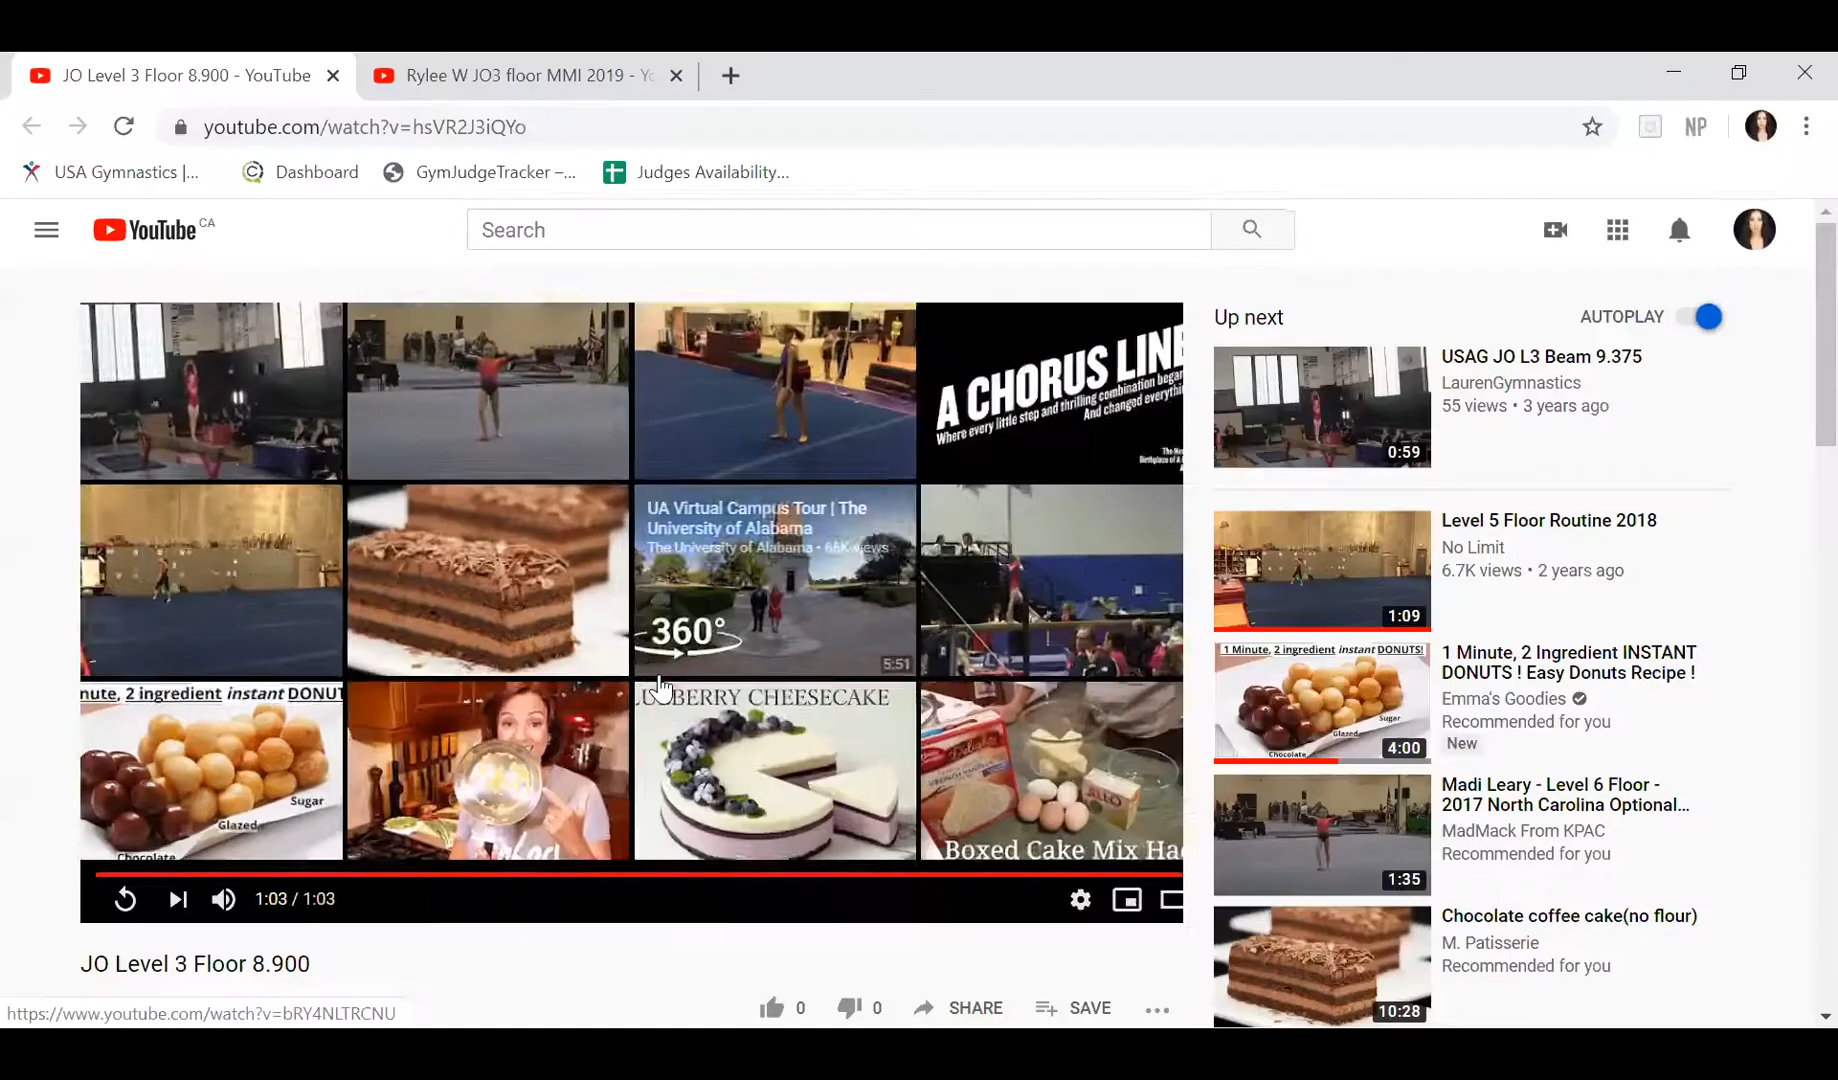 JO Level 3 Floor 8.900 - YouTube
Rylee W JO3 floor MMI 2019 - Yo
youtube.com/watch?v=hsVR2J3iQYo
NP
USA Gymnastics |...
Dashboard
GymJudgeTracker –...
Judges Availability...
YouTube CA
Search
A CHORUS LINE
Where every little step and thrilling combination began
And changed everything
UA Virtual Campus Tour | The
University of Alabama
The University of Alabama • 65K views
360°
5:51
nute, 2 ingredient instant DONUT
Sugar
Glazed
Chocolate
BERRY CHEESECAKE
JELLO
Boxed Cake Mix Ha
1:03 / 1:03
JO Level 3 Floor 8.900
0
0
SHARE
SAVE
https://www.youtube.com/watch?v=bRY4NLTRCNU
Up next
AUTOPLAY
USAG JO L3 Beam 9.375
LaurenGymnastics
55 views • 3 years ago
0:59
Level 5 Floor Routine 2018
No Limit
6.7K views • 2 years ago
1:09
1 Minute, 2 ingredient instant DONUTS!
Sugar
Glazed
Chocolate
4:00
1 Minute, 2 Ingredient INSTANT
DONUTS ! Easy Donuts Recipe !
Emma's Goodies
Recommended for you
New
Madi Leary - Level 6 Floor -
2017 North Carolina Optional...
MadMack From KPAC
Recommended for you
1:35
Chocolate coffee cake(no flour)
M. Patisserie
Recommended for you
10:28